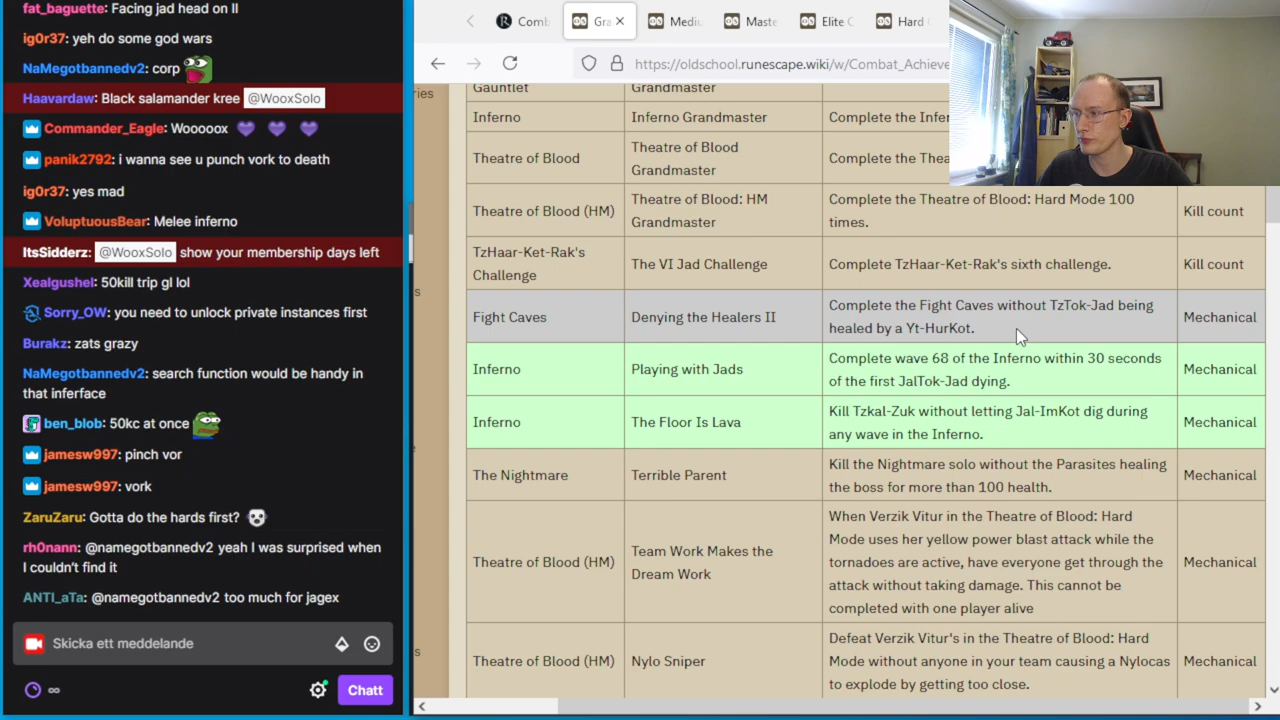 fat_baguette: Facing jad head on ll
ig0r37: yeh do some god wars
NaMegotbannedv2: corp
Haavardaw: Black salamander kree @WooxSolo
Commander_Eagle: Wooooox
panik2792: i wanna see u punch vork to death
ig0r37: yes mad
VoluptuousBear: Melee inferno
ItsSidderz: @WooxSolo show your membership days left
Xealgushel: 50kill trip gl lol
Sorry_OW: you need to unlock private instances first
Burakz: zats grazy
NaMegotbannedv2: search function would be handy in
that inferface
ben_blob: 50kc at once
jamesw997: pinch vor
jamesw997: vork
ZaruZaru: Gotta do the hards first?
rh0nann: @namegotbannedv2 yeah I was surprised when
I couldn't find it
ANTI_aTa: @namegotbannedv2 too much for jagex
Skicka ett meddelande
∞
Chatt
Comb
Gra
Mediu
Maste
Elite C
Hard
https://oldschool.runescape.wiki/w/Combat_Achieve
ries
Gauntlet
Grandmaster
Inferno
Inferno Grandmaster
Complete the Infer
Theatre of Blood
Theatre of Blood
Grandmaster
Complete the Thea
Theatre of Blood (HM)
Theatre of Blood: HM
Grandmaster
Complete the Theatre of Blood: Hard Mode 100
times.
Kill count
TzHaar-Ket-Rak's
Challenge
The VI Jad Challenge
Complete TzHaar-Ket-Rak's sixth challenge.
Kill count
Fight Caves
Denying the Healers II
Complete the Fight Caves without TzTok-Jad being
healed by a Yt-HurKot.
Mechanical
Inferno
Playing with Jads
Complete wave 68 of the Inferno within 30 seconds
of the first JalTok-Jad dying.
Mechanical
Inferno
The Floor Is Lava
Kill Tzkal-Zuk without letting Jal-ImKot dig during
any wave in the Inferno.
Mechanical
The Nightmare
Terrible Parent
Kill the Nightmare solo without the Parasites healing
the boss for more than 100 health.
Mechanical
Theatre of Blood (HM)
Team Work Makes the
Dream Work
When Verzik Vitur in the Theatre of Blood: Hard
Mode uses her yellow power blast attack while the
tornadoes are active, have everyone get through the
attack without taking damage. This cannot be
completed with one player alive
Mechanical
Theatre of Blood (HM)
Nylo Sniper
Defeat Verzik Vitur's in the Theatre of Blood: Hard
Mode without anyone in your team causing a Nylocas
to explode by getting too close.
Mechanical